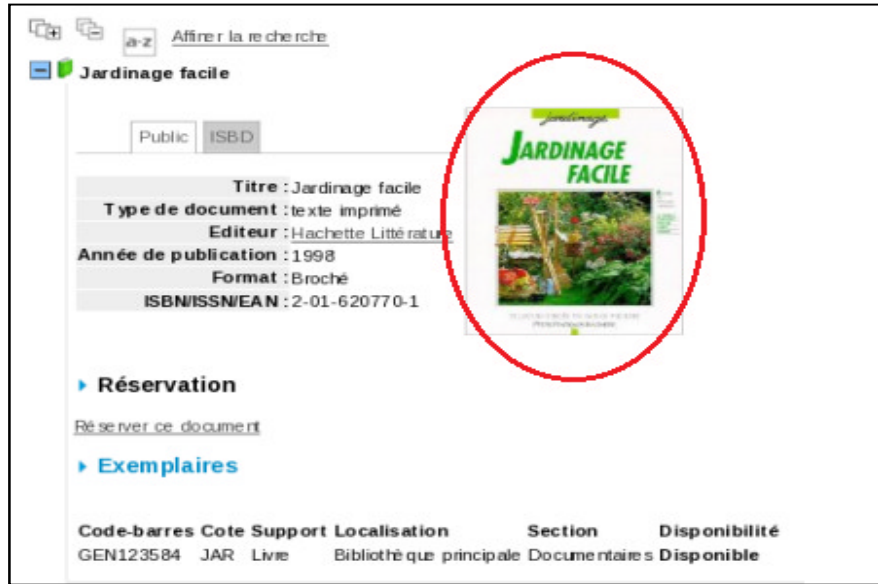 a-z Affiner la recherche
Jardinage facile
Public ISBD
Titre : Jardinage facile
Type de document : texte imprimé
Editeur : Hachette Littérature
Année de publication : 1998
Format : Broché
ISBN/ISSN/EAN : 2-01-620770-1
jardinage
JARDINAGE
FACILE
Réservation
Réserver ce document
Exemplaires
Code-barres Cote Support Localisation Section Disponibilité
GEN123584 JAR Livre Bibliothèque principale Documentaires Disponible